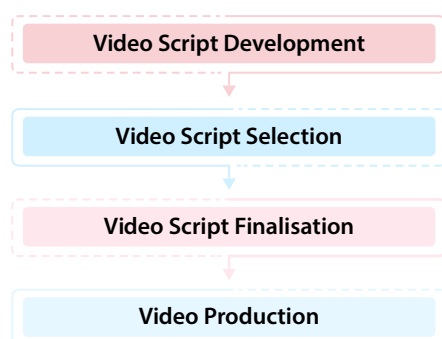 Video Script Development
Video Script Selection
Video Script Finalisation
Video Production